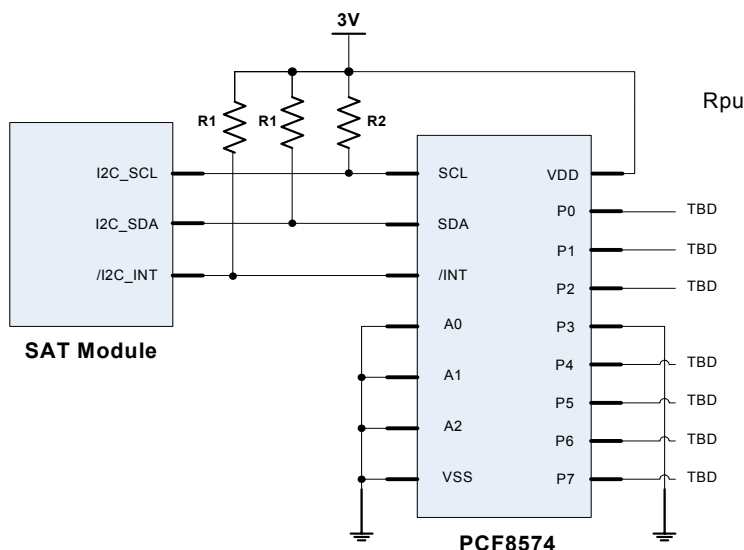 3V
Rpu
R1
R1
R2
I2C_SCL
I2C_SDA
/I2C_INT
SAT Module
SCL
SDA
/INT
A0
A1
A2
VSS
VDD
P0
P1
P2
P3
P4
P5
P6
P7
TBD
TBD
TBD
TBD
TBD
TBD
TBD
PCF8574